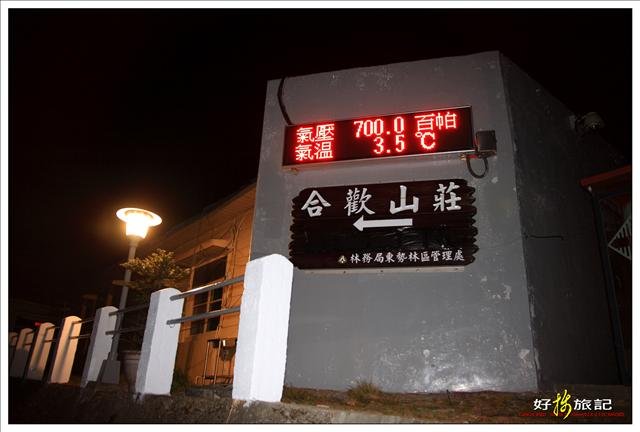 氣壓 700.0 百帕
氣溫 3.5 ℃
合歡山莊
林務局東勢林區管理處
好攝旅記